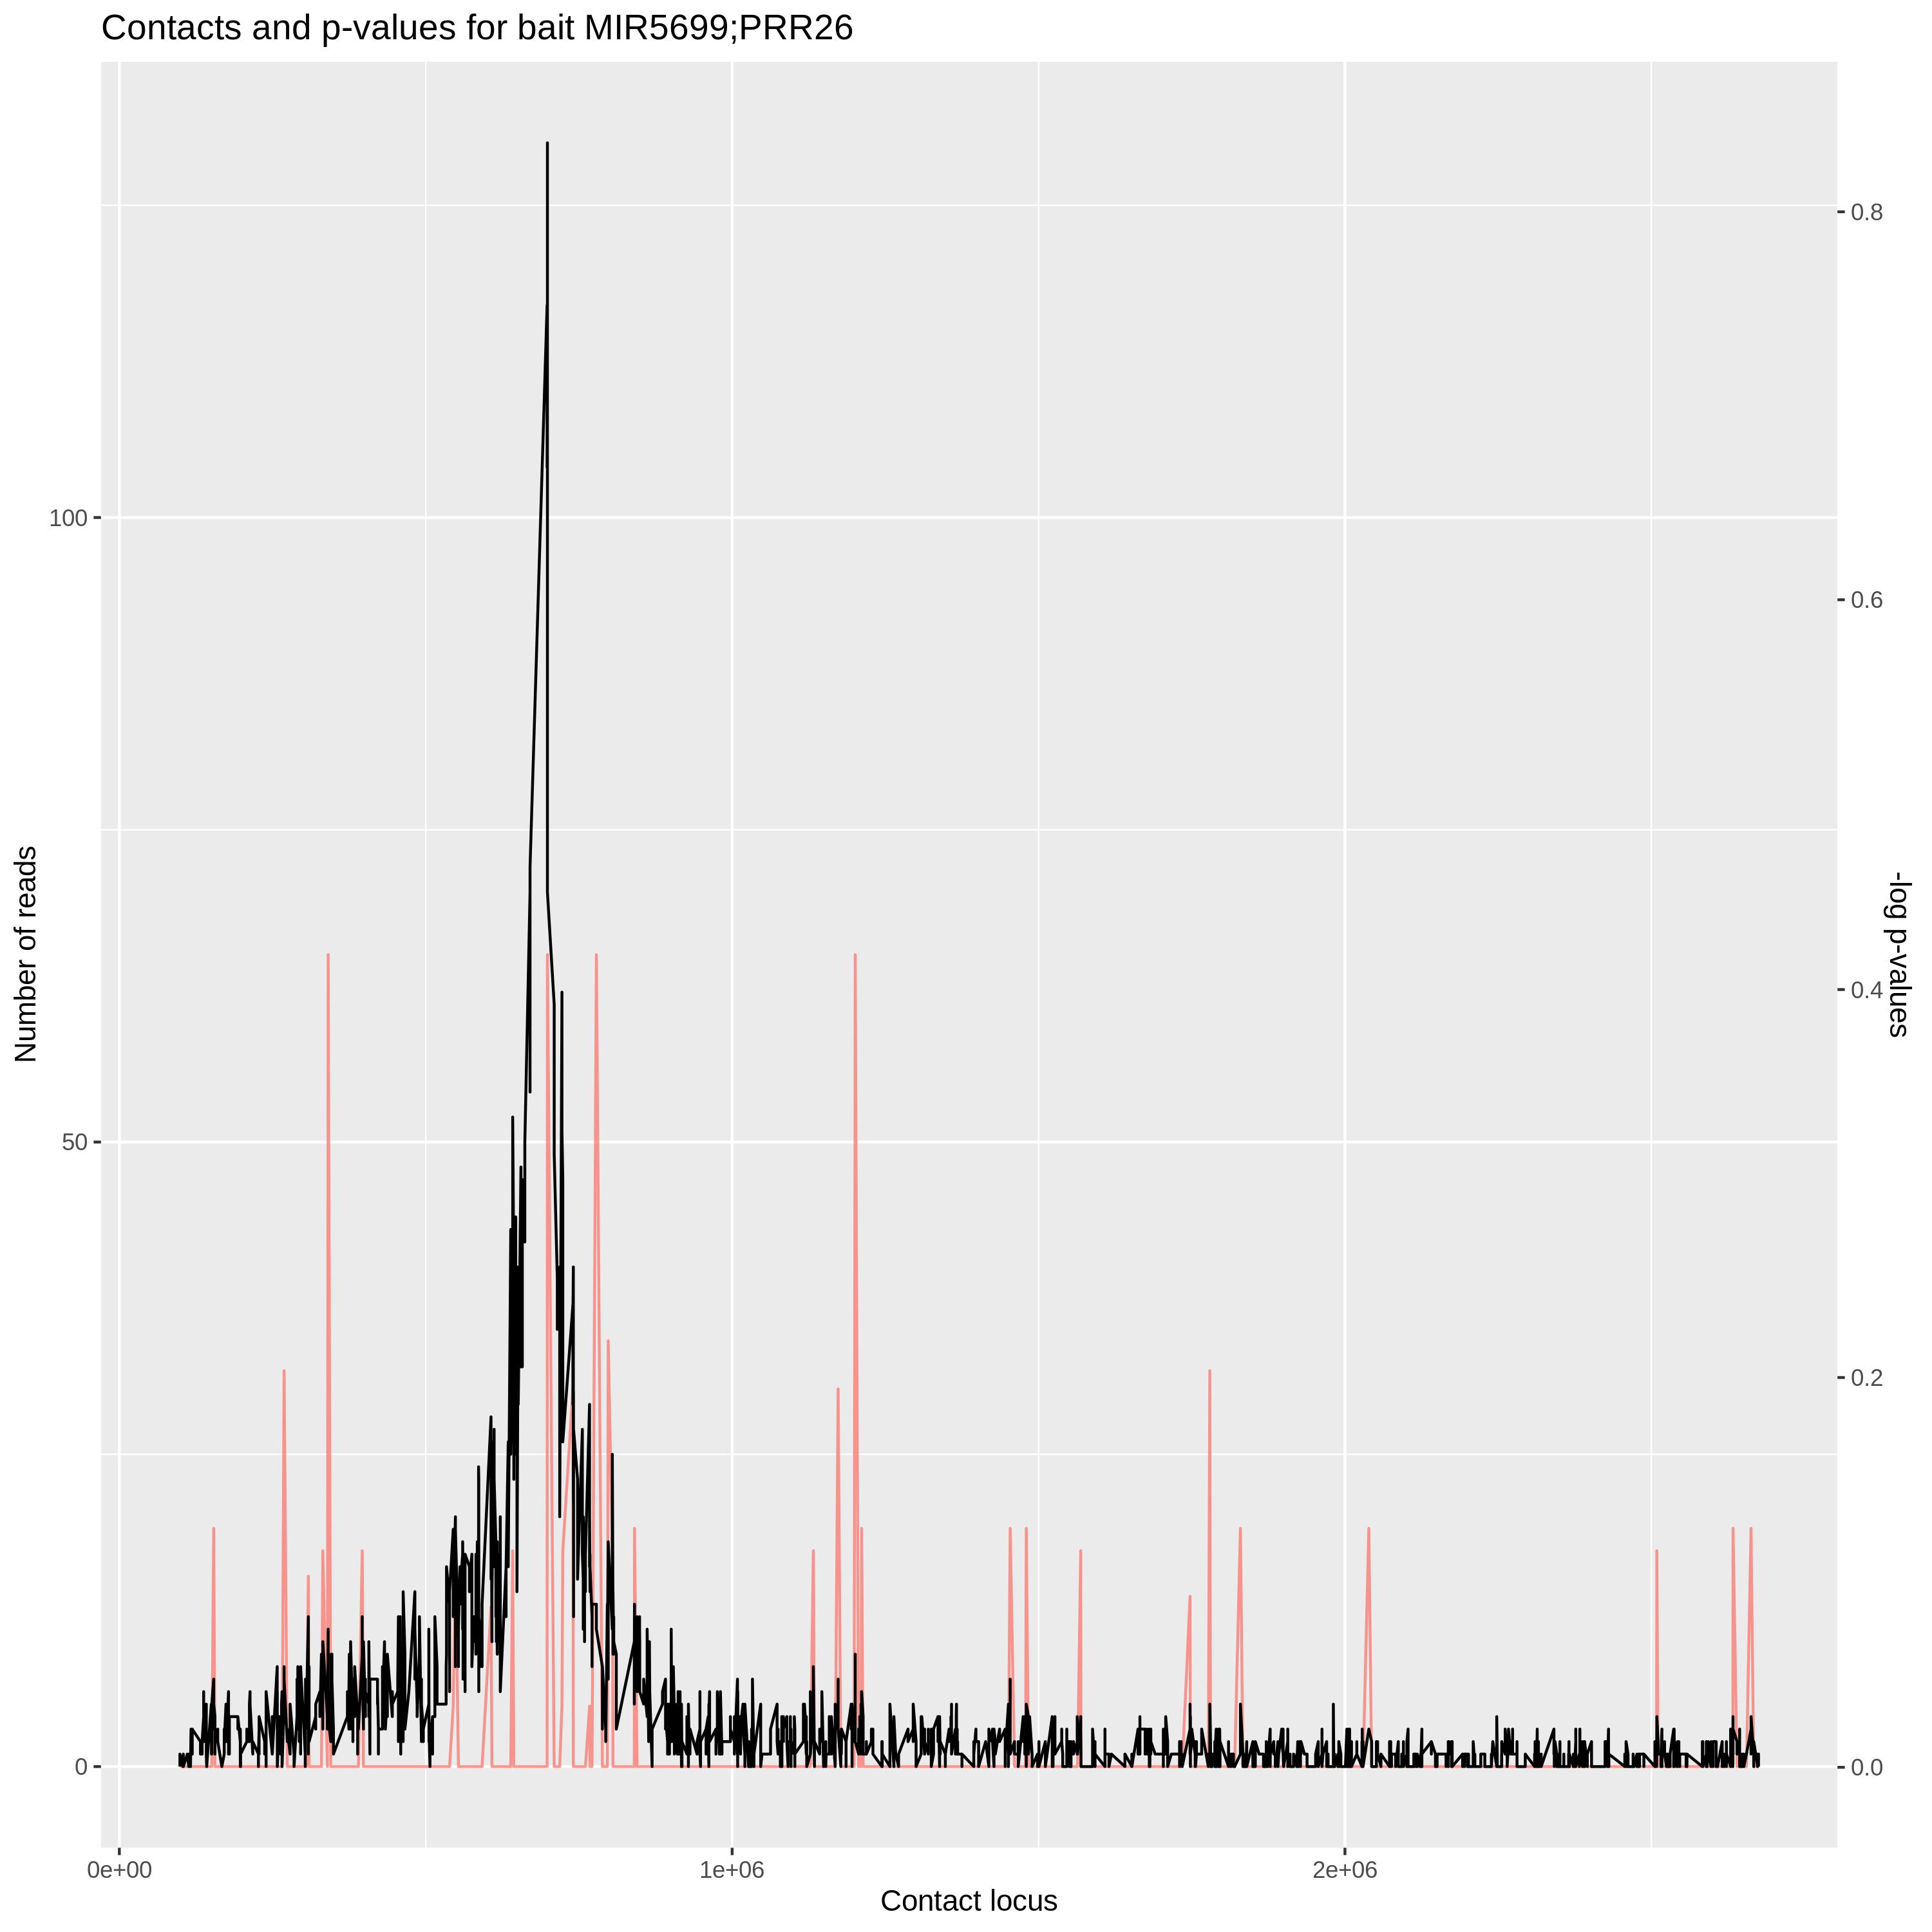 Contacts and p-values for bait MIR5699;PRR26
Number of reads
100
50
0
0.8
0.6
0.4
0.2
0.0
-log p-values
0e+00
1e+06
2e+06
Contact locus